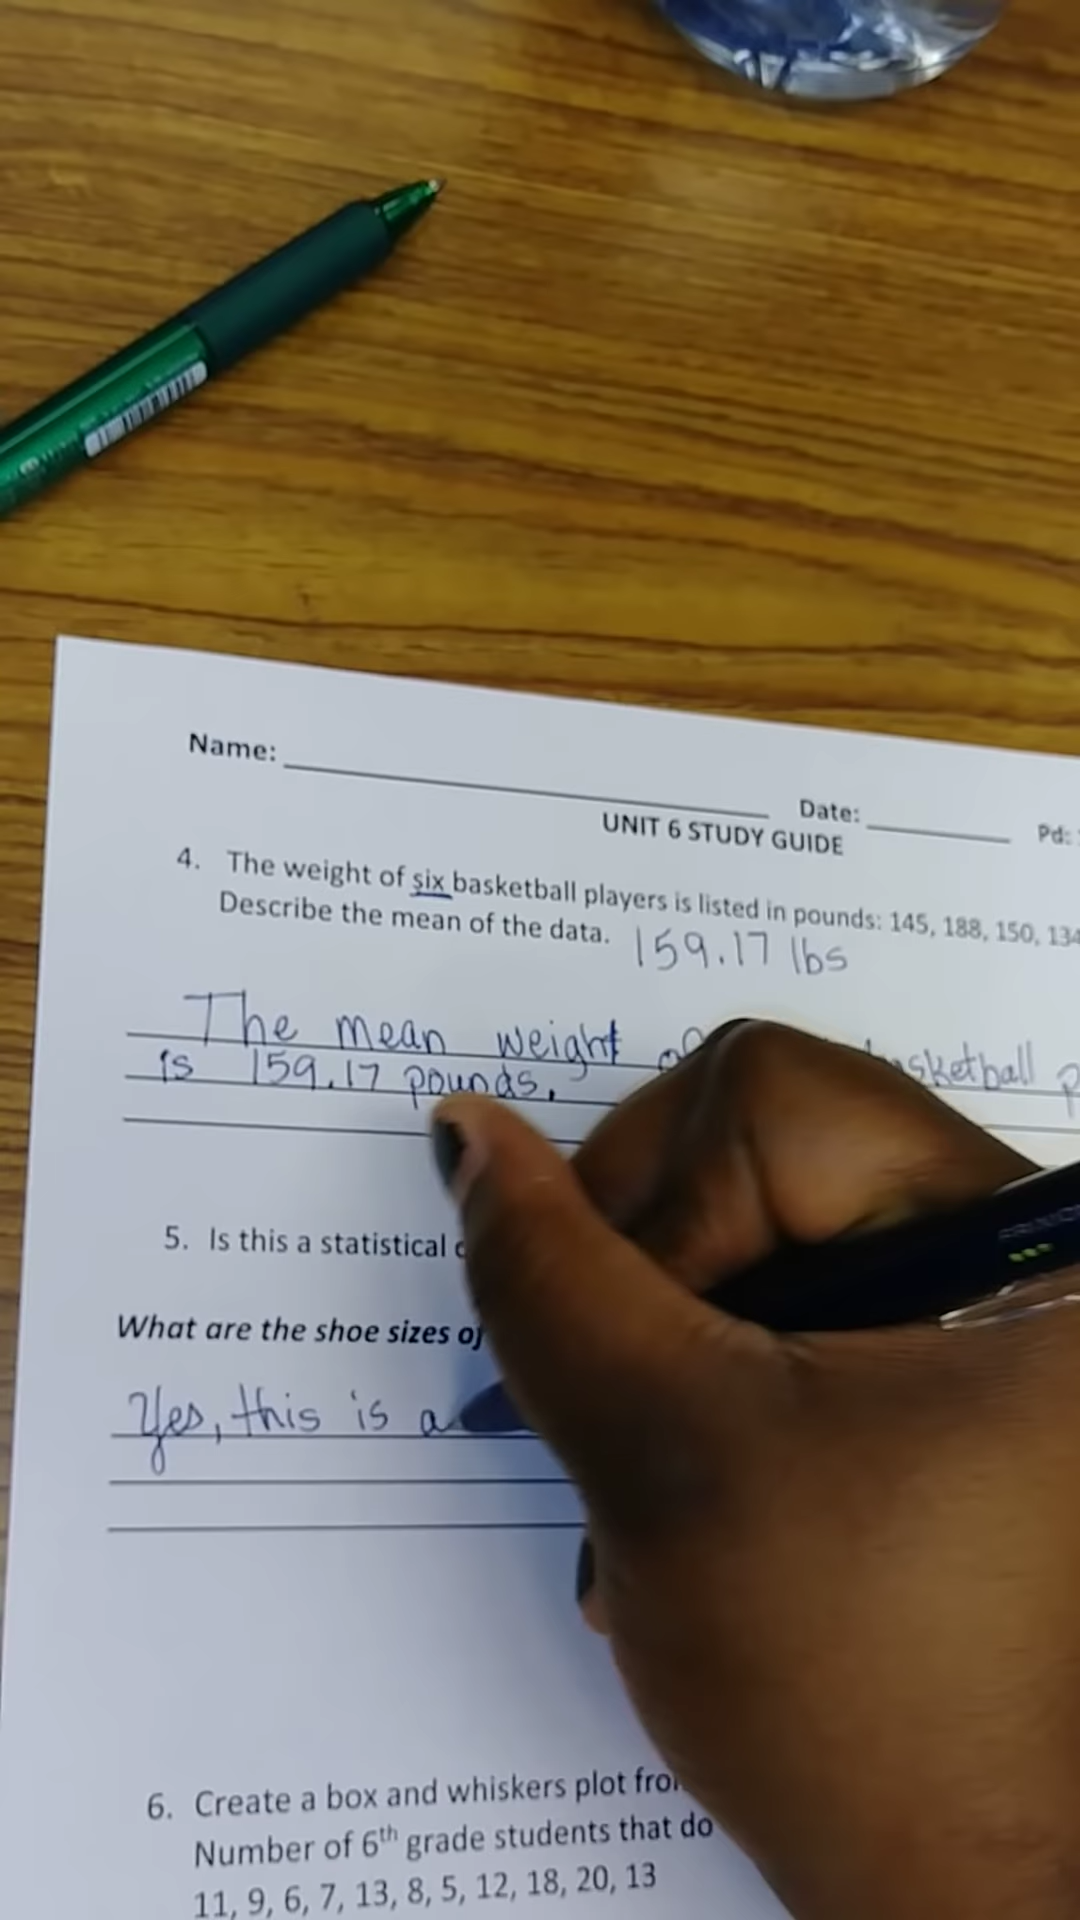 Name: Date: Pd:
UNIT 6 STUDY GUIDE
4. The weight of six basketball players is listed in pounds: 145, 188, 150, 134
Describe the mean of the data. 159.17 lbs
The mean weight basketball
is 159.17 pounds.
5. Is this a statistical
What are the shoe sizes of
Yes, this is a
6. Create a box and whiskers plot from
Number of 6th grade students that do
11, 9, 6, 7, 13, 8, 5, 12, 18, 20, 13